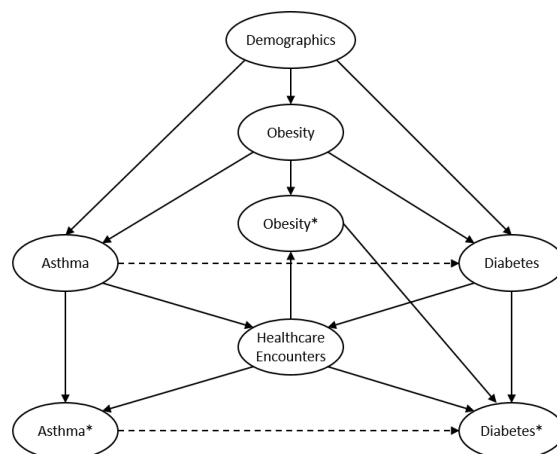 Demographics
Obesity
Obesity*
Asthma
Diabetes
Healthcare
Encounters
Asthma*
Diabetes*